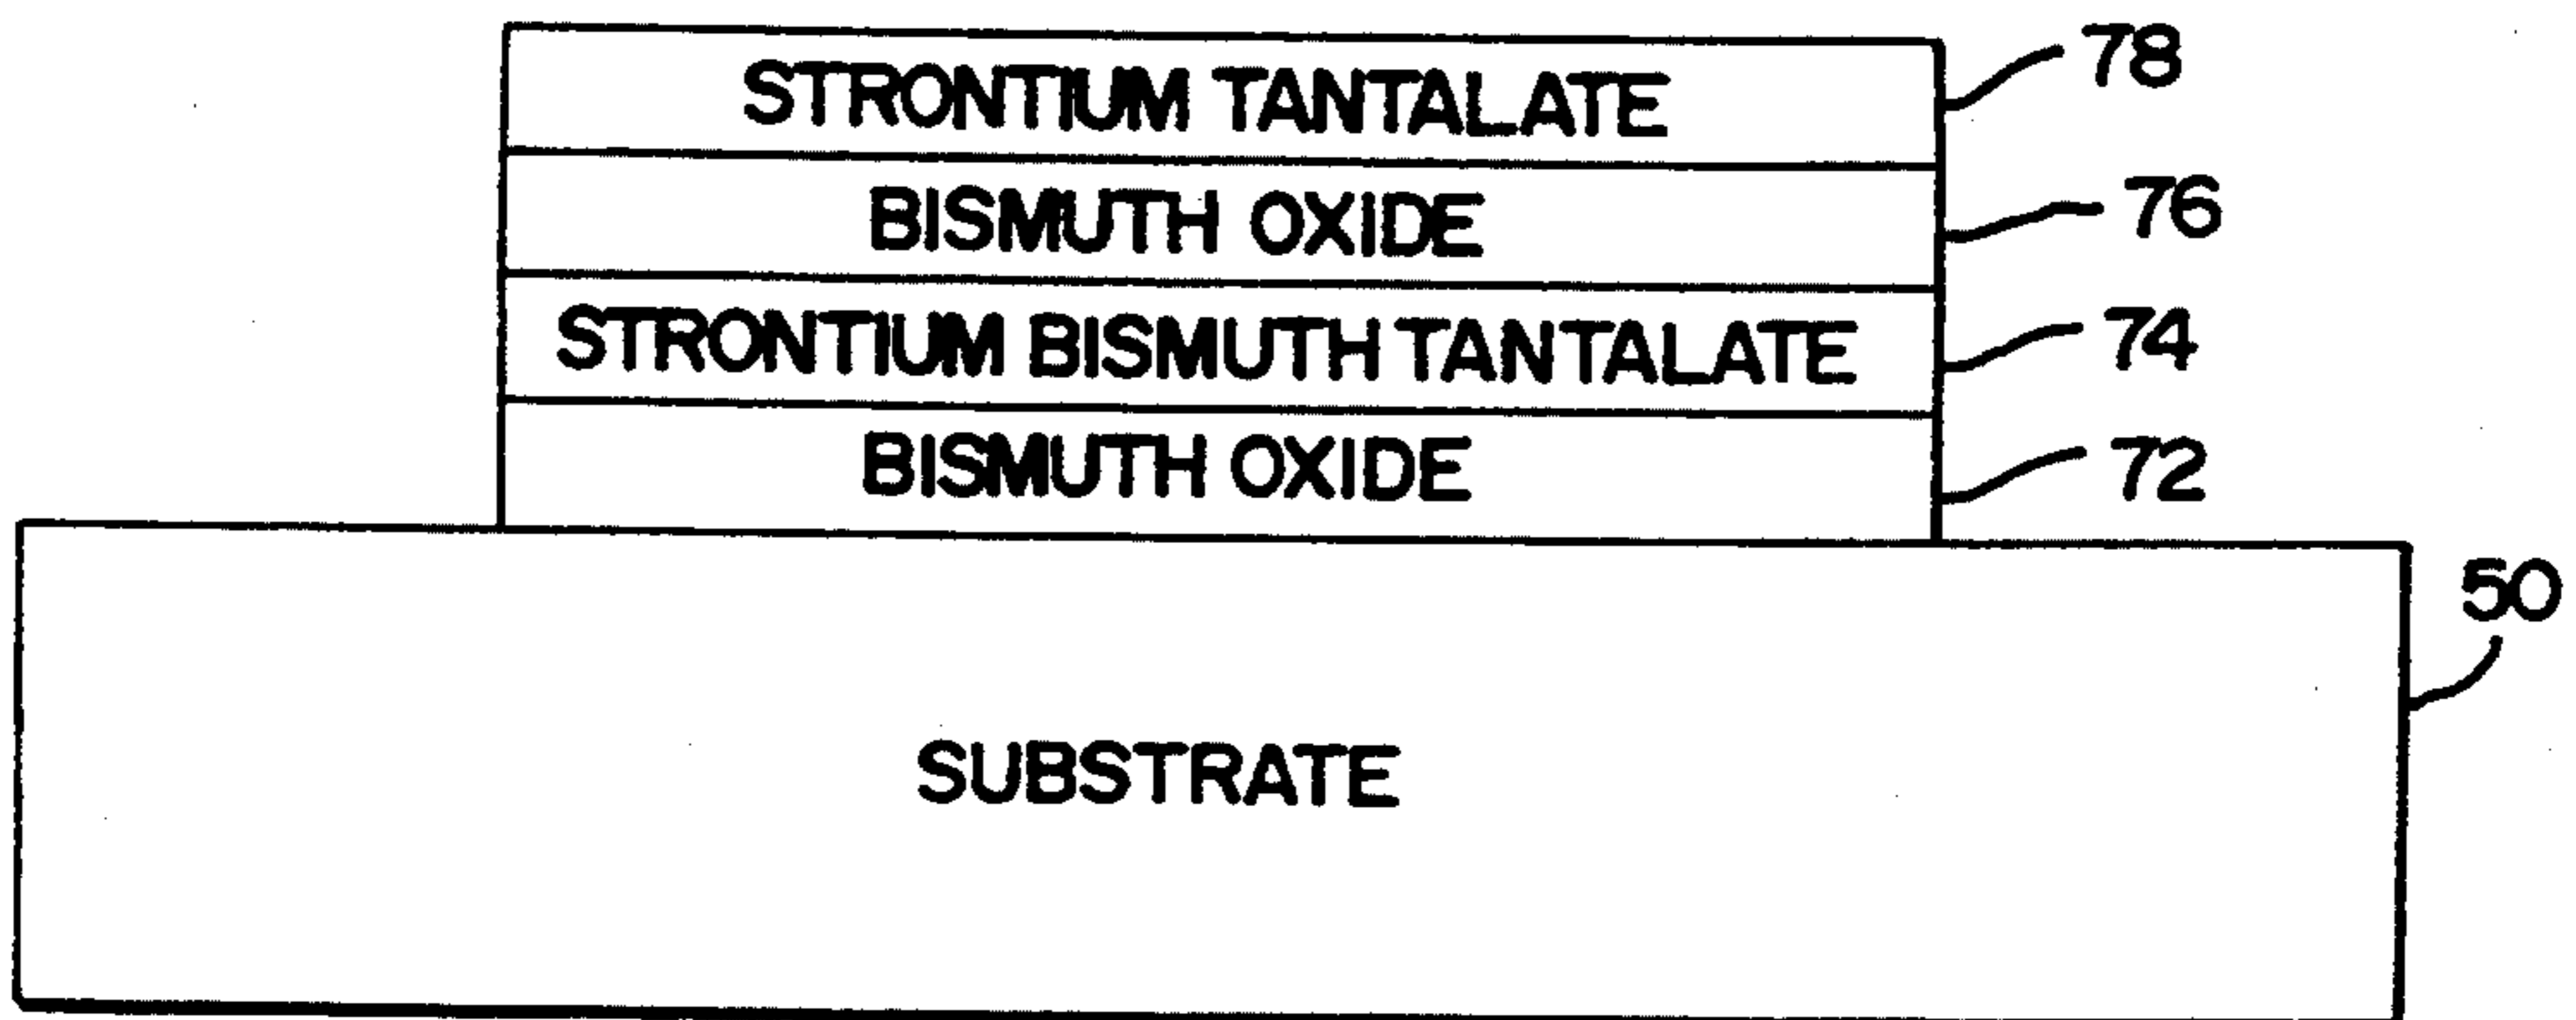 STRONTIUM TANTALATE 78
BISMUTH OXIDE 76
STRONTIUM BISMUTH TANTALATE 74
BISMUTH OXIDE 72
50
SUBSTRATE